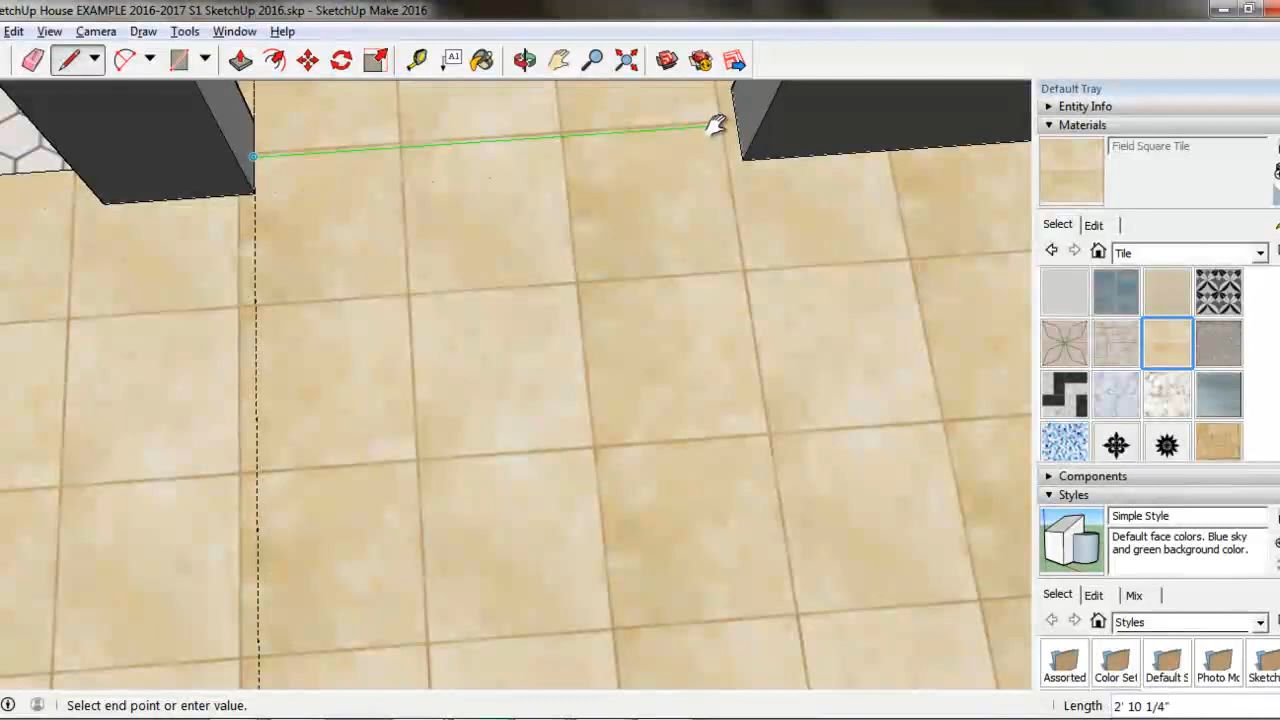 etchUp House EXAMPLE 2016-2017 S1 SketchUp 2016.skp - SketchUp Make 2016
Edit View Camera Draw Tools Window Help
A1
Default Tray
Entity Info
Materials
Field Square Tile
Select Edit
Tile
Components
Styles
Simple Style
Default face colors. Blue sky
and green background color.
Select Edit Mix
Styles
Assorted Color Set Default S Photo Mo Sketch
Select end point or enter value.
Length 2' 10 1/4"